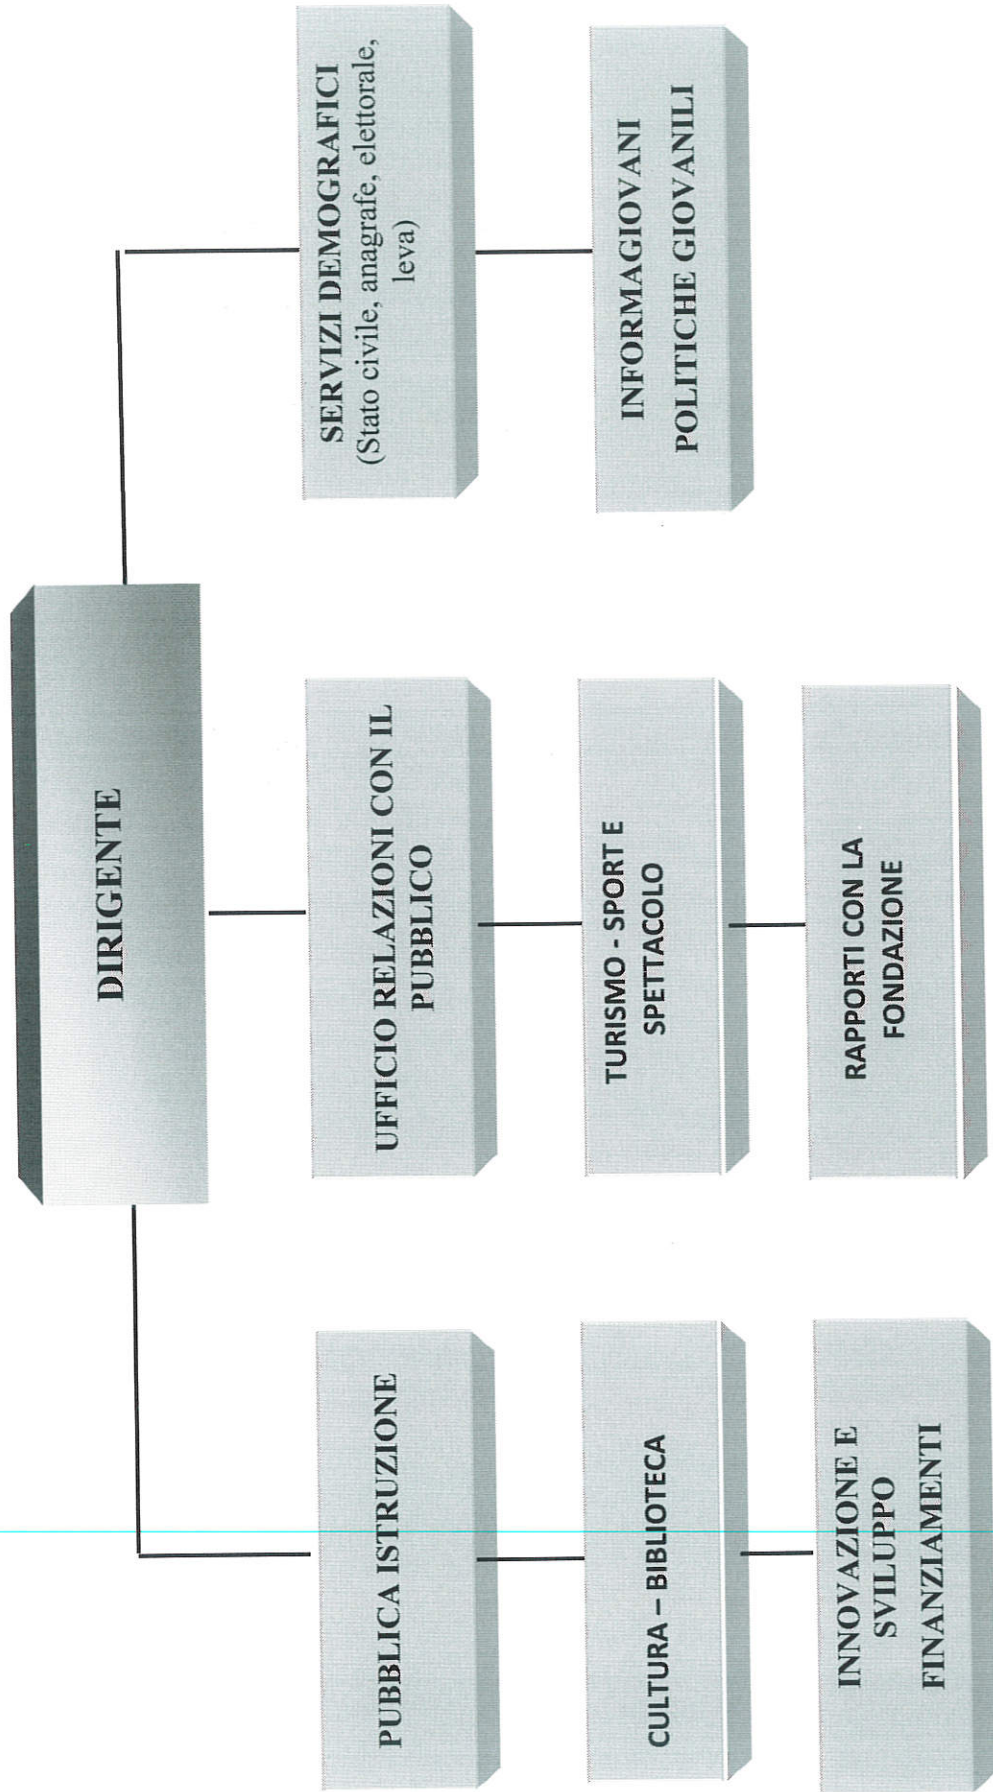 DIRIGENTE
PUBBLICA ISTRUZIONE
CULTURA – BIBLIOTECA
INNOVAZIONE E
SVILUPPO
FINANZIAMENTI
UFFICIO RELAZIONI CON IL
PUBBLICO
TURISMO - SPORT E
SPETTACOLO
RAPPORTI CON LA
FONDAZIONE
SERVIZI DEMOGRAFICI
(Stato civile, anagrafe, elettorale,
leva)
INFORMAGIOVANI
POLITICHE GIOVANILI